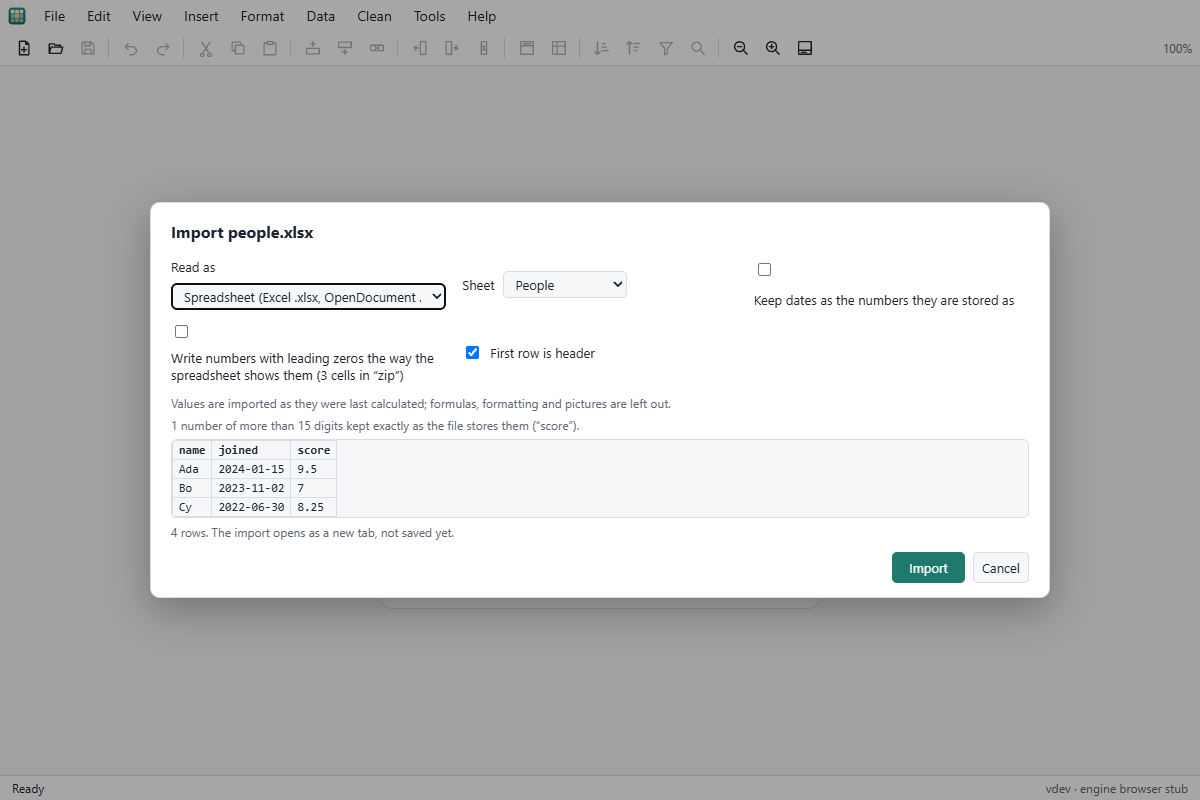 File Edit View Insert Format Data Clean Tools Help
100%
Import people.xlsx
Read as
Spreadsheet (Excel .xlsx, OpenDocument .
Sheet People
Keep dates as the numbers they are stored as
Write numbers with leading zeros the way the
spreadsheet shows them (3 cells in “zip”)
First row is header
Values are imported as they were last calculated; formulas, formatting and pictures are left out.
1 number of more than 15 digits kept exactly as the file stores them (“score”).
name joined score
Ada 2024-01-15 9.5
Bo 2023-11-02 7
Cy 2022-06-30 8.25
4 rows. The import opens as a new tab, not saved yet.
Import Cancel
Ready
vdev · engine browser stub